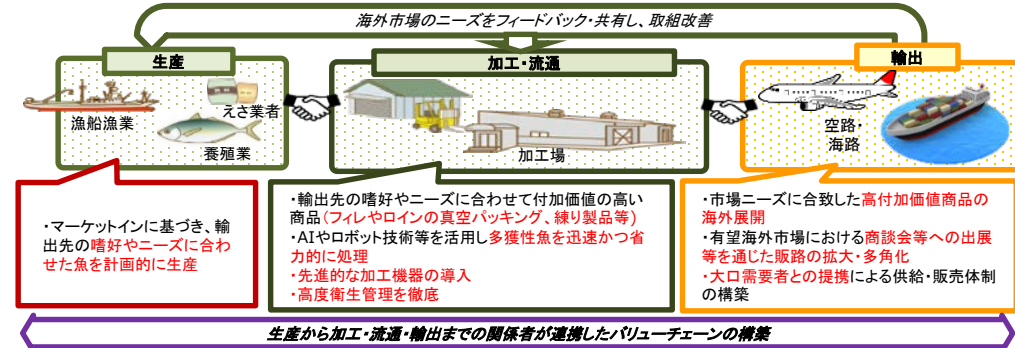 海外市場のニーズをフィードバック・共有し、取組改善
生産
加工・流通
輸出
漁船漁業
えさ業者
養殖業
加工場
空路・
海路
・マーケットインに基づき、輸
出先の嗜好やニーズに合わ
せた魚を計画的に生産
・輸出先の嗜好やニーズに合わせて付加価値の高い
商品(フィレやロインの真空パッキング、練り製品等)
・AIやロボット技術等を活用し多獲性魚を迅速かつ省
力的に処理
・先進的な加工機器の導入
・高度衛生管理を徹底
・市場ニーズに合致した高付加価値商品の
海外展開
・有望海外市場における商談会等への出展
等を通じた販路の拡大・多角化
・大口需要者との提携による供給・販売体制
の構築
生産から加工・流通・輸出までの関係者が連携したバリューチェーンの構築